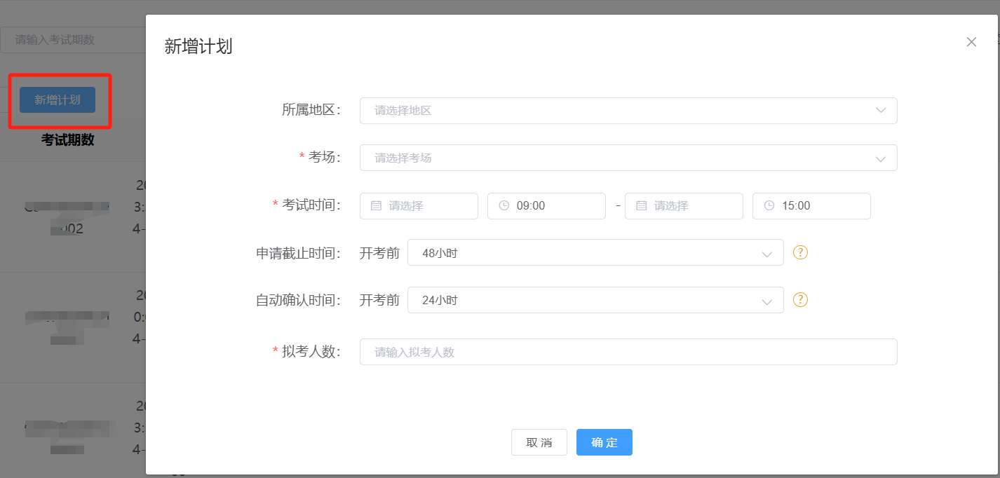 请输入考试期数
新增计划
考试期数
20
3:
002
4-
20
0:
4-
20
3:
4-
新增计划
所属地区： 请选择地区
* 考场： 请选择考场
* 考试时间： 请选择 09:00 - 请选择 15:00
申请截止时间： 开考前 48小时 ?
自动确认时间： 开考前 24小时 ?
* 拟考人数： 请输入拟考人数
取 消 确 定